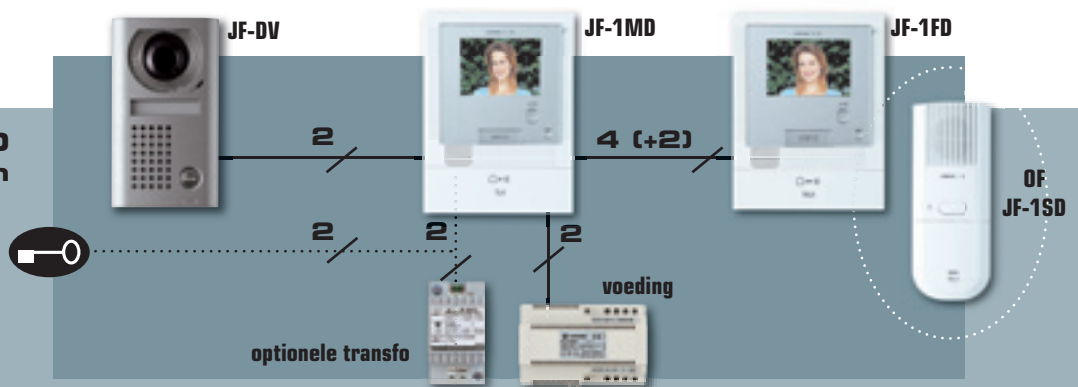 JF-DV
JF-1MD
JF-1FD
2
4 (+2)
OF
JF-1SD
2
2
2
voeding
optionele transfo